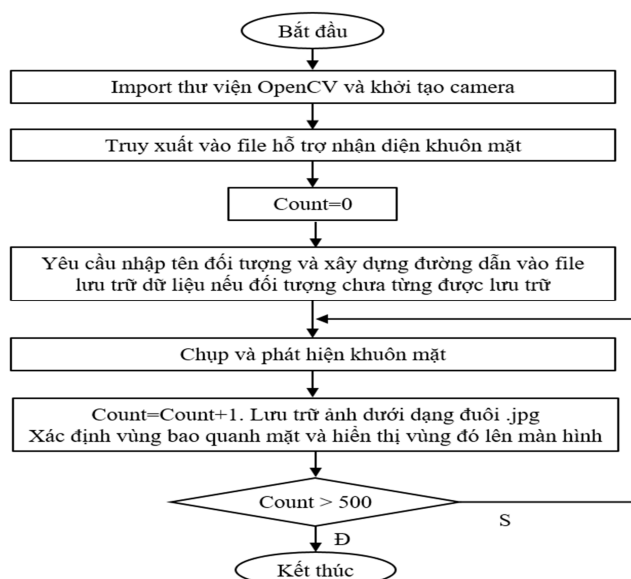 Bắt đầu
Import thư viện OpenCV và khởi tạo camera
Truy xuất vào file hỗ trợ nhận diện khuôn mặt
Count=0
Yêu cầu nhập tên đối tượng và xây dựng đường dẫn vào file
lưu trữ dữ liệu nếu đối tượng chưa từng được lưu trữ
Chụp và phát hiện khuôn mặt
Count=Count+1. Lưu trữ ảnh dưới dạng đuôi .jpg
Xác định vùng bao quanh mặt và hiển thị vùng đó lên màn hình
Count > 500
S
Đ
Kết thúc